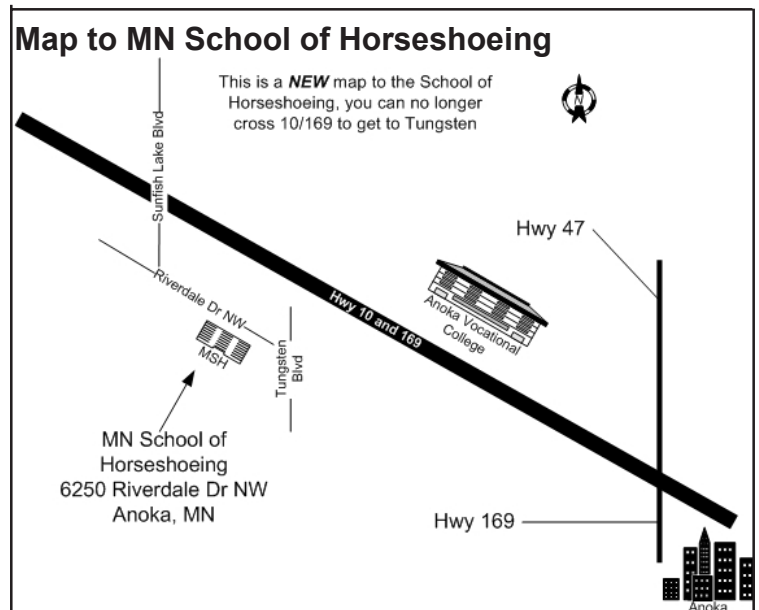 Map to MN School of Horseshoeing
This is a NEW map to the School of
Horseshoeing, you can no longer
cross 10/169 to get to Tungsten
N
Sunfish Lake Blvd
Hwy 47
Riverdale Dr NW
Hwy 10 and 169
Anoka Vocational
College
MSH
Tungsten
Blvd
MN School of
Horseshoeing
6250 Riverdale Dr NW
Anoka, MN
Hwy 169
Anoka